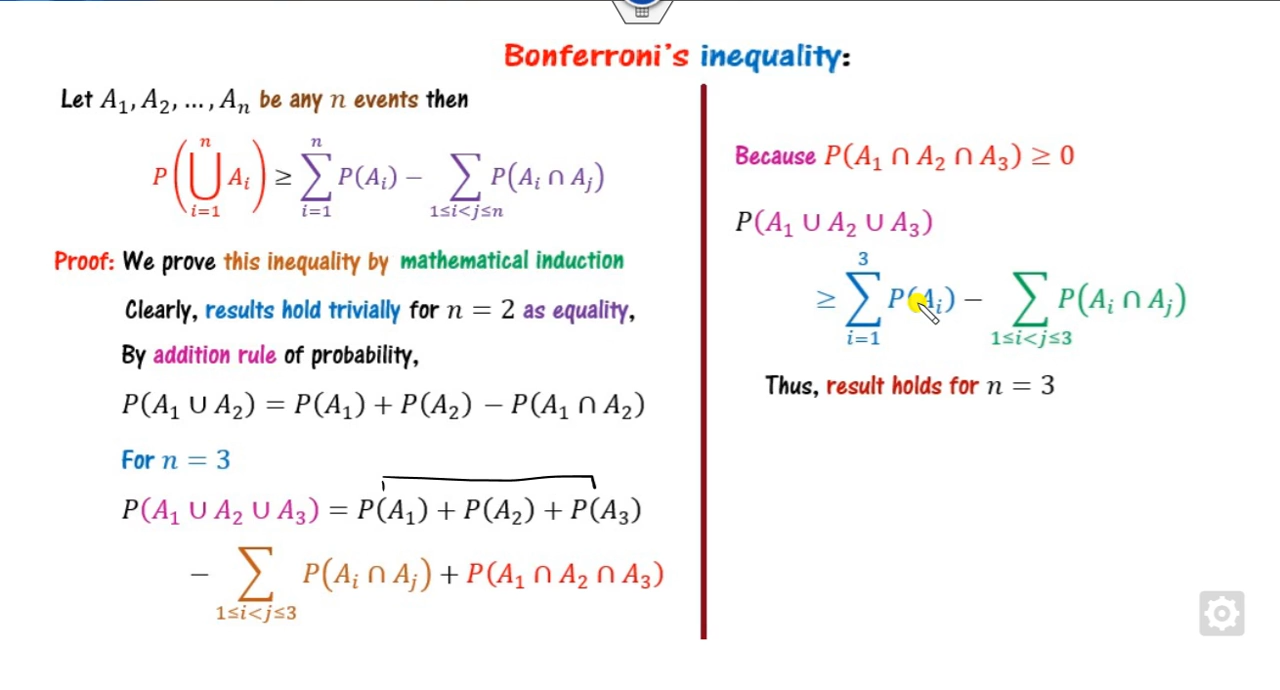 Bonferroni's inequality:
Let A₁, A₂, ..., Aₙ be any n events then
P(⋃ᵢ₌₁ⁿ Aᵢ) ≥ ∑ᵢ₌₁ⁿ P(Aᵢ) − ∑₁≤ᵢ<ⱼ≤ₙ P(Aᵢ ∩ Aⱼ)
Proof: We prove this inequality by mathematical induction
Clearly, results hold trivially for n = 2 as equality,
By addition rule of probability,
P(A₁ ∪ A₂) = P(A₁) + P(A₂) − P(A₁ ∩ A₂)
For n = 3
P(A₁ ∪ A₂ ∪ A₃) = P(A₁) + P(A₂) + P(A₃)
− ∑₁≤ᵢ<ⱼ≤₃ P(Aᵢ ∩ Aⱼ) + P(A₁ ∩ A₂ ∩ A₃)
Because P(A₁ ∩ A₂ ∩ A₃) ≥ 0
P(A₁ ∪ A₂ ∪ A₃)
≥ ∑ᵢ₌₁³ P(Aᵢ) − ∑₁≤ᵢ<ⱼ≤₃ P(Aᵢ ∩ Aⱼ)
Thus, result holds for n = 3